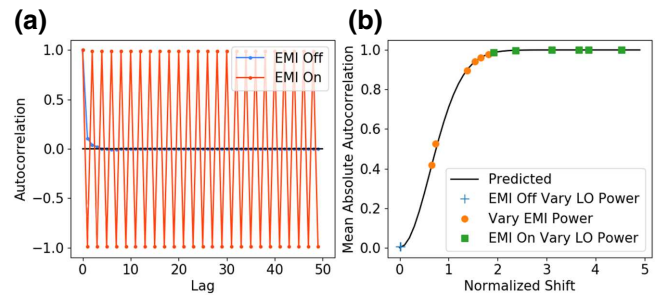 (a)
EMI Off
EMI On
Autocorrelation
1.0
0.5
0.0
−0.5
−1.0
0 10 20 30 40 50
Lag
(b)
Mean Absolute Autocorrelation
1.0
0.8
0.6
0.4
0.2
0.0
Predicted
EMI Off Vary LO Power
Vary EMI Power
EMI On Vary LO Power
0 1 2 3 4 5
Normalized Shift